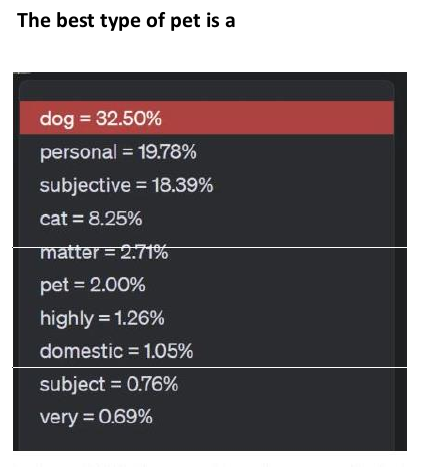 The best type of pet is a
dog = 32.50%
personal = 19.78%
subjective = 18.39%
cat = 8.25%
matter = 2.71%
pet = 2.00%
highly = 1.26%
domestic = 1.05%
subject = 0.76%
very = 0.69%